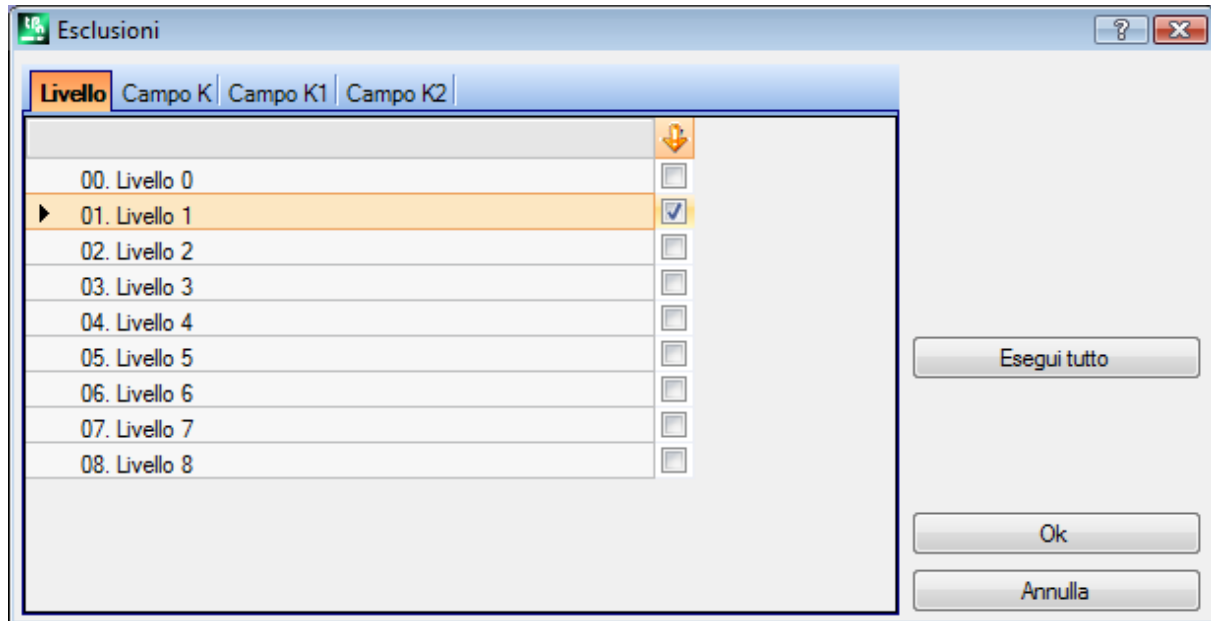 Esclusioni
Livello Campo K Campo K1 Campo K2
00. Livello 0
01. Livello 1
02. Livello 2
03. Livello 3
04. Livello 4
05. Livello 5
06. Livello 6
07. Livello 7
08. Livello 8
Esegui tutto
Ok
Annulla